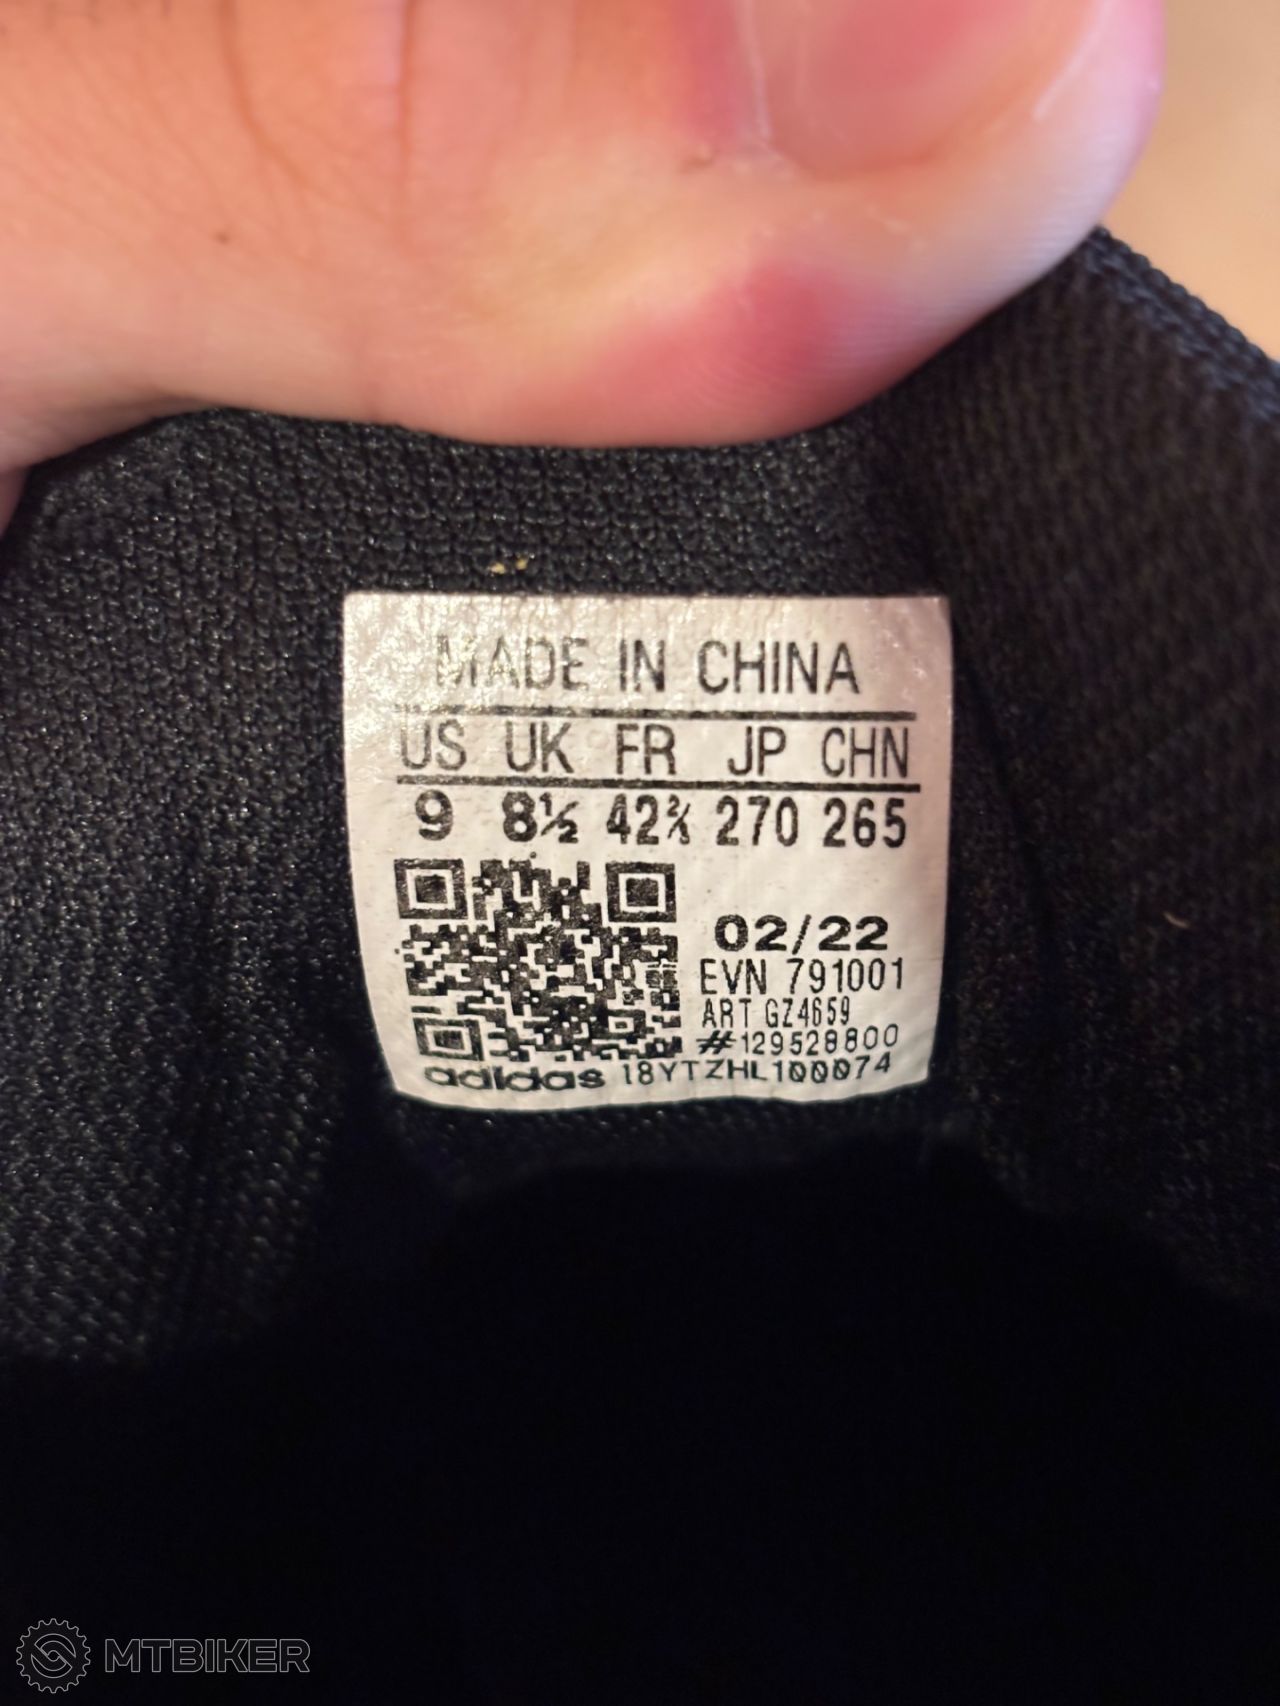 MADE IN CHINA
US UK FR JP CHN
9 8½ 42⅔ 270 265
02/22
EVN 791001
ART GZ4659
#129528800
adidas 18YTZHL100074
MTBIKER